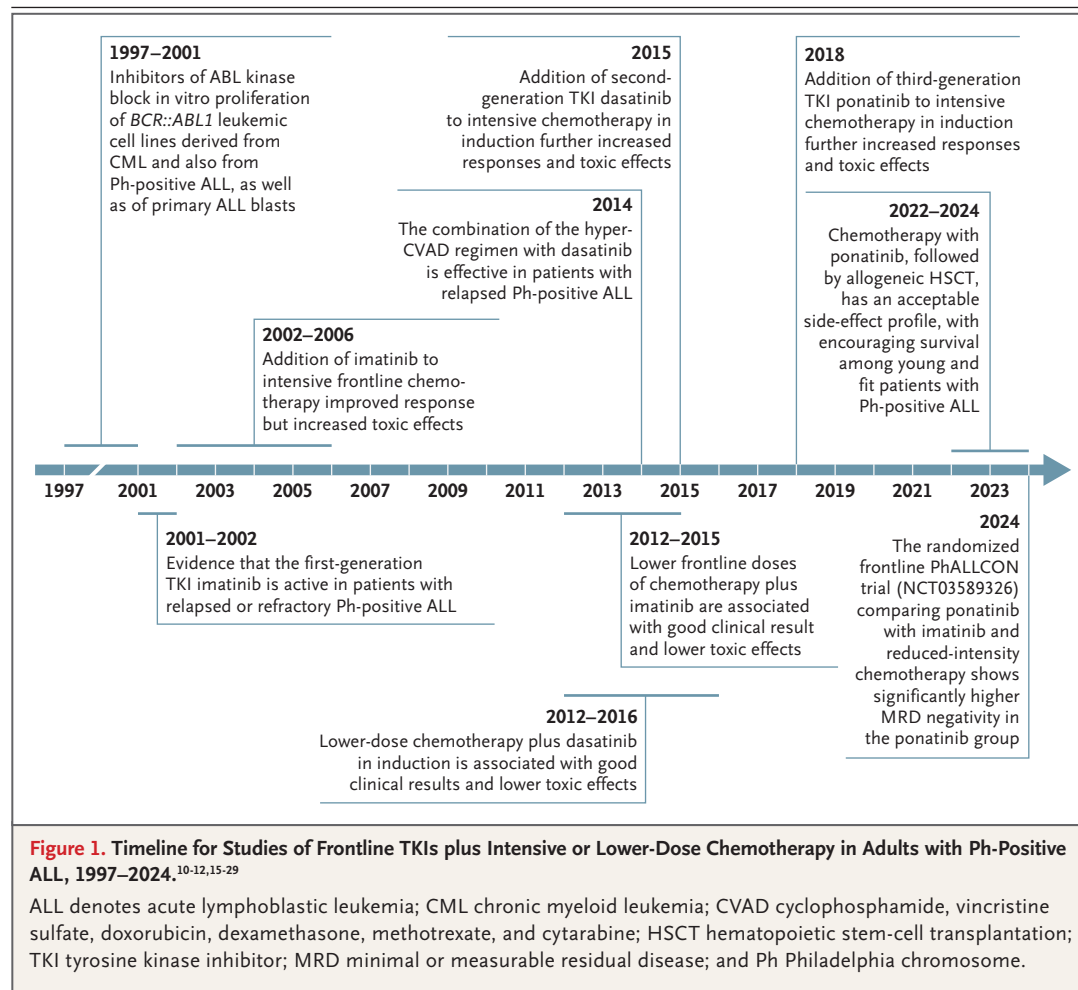 1997–2001
Inhibitors of ABL kinase
block in vitro proliferation
of BCR::ABL1 leukemic
cell lines derived from
CML and also from
Ph-positive ALL, as well
as of primary ALL blasts
2015
Addition of second-
generation TKI dasatinib
to intensive chemotherapy in
induction further increased
responses and toxic effects
2018
Addition of third-generation
TKI ponatinib to intensive
chemotherapy in induction
further increased responses
and toxic effects
2014
The combination of the hyper-
CVAD regimen with dasatinib
is effective in patients with
relapsed Ph-positive ALL
2022–2024
Chemotherapy with
ponatinib, followed
by allogeneic HSCT,
has an acceptable
side-effect profile, with
encouraging survival
among young and
fit patients with
Ph-positive ALL
2002–2006
Addition of imatinib to
intensive frontline chemo-
therapy improved response
but increased toxic effects
1997 2001 2003 2005 2007 2009 2011 2013 2015 2017 2019 2021 2023
2001–2002
Evidence that the first-generation
TKI imatinib is active in patients with
relapsed or refractory Ph-positive ALL
2012–2015
Lower frontline doses
of chemotherapy plus
imatinib are associated
with good clinical result
and lower toxic effects
2024
The randomized
frontline PhALLCON
trial (NCT03589326)
comparing ponatinib
with imatinib and
reduced-intensity
chemotherapy shows
significantly higher
MRD negativity in
the ponatinib group
2012–2016
Lower-dose chemotherapy plus dasatinib
in induction is associated with good
clinical results and lower toxic effects
Figure 1. Timeline for Studies of Frontline TKIs plus Intensive or Lower-Dose Chemotherapy in Adults with Ph-Positive
ALL, 1997–2024.10-12,15-29
ALL denotes acute lymphoblastic leukemia; CML chronic myeloid leukemia; CVAD cyclophosphamide, vincristine
sulfate, doxorubicin, dexamethasone, methotrexate, and cytarabine; HSCT hematopoietic stem-cell transplantation;
TKI tyrosine kinase inhibitor; MRD minimal or measurable residual disease; and Ph Philadelphia chromosome.